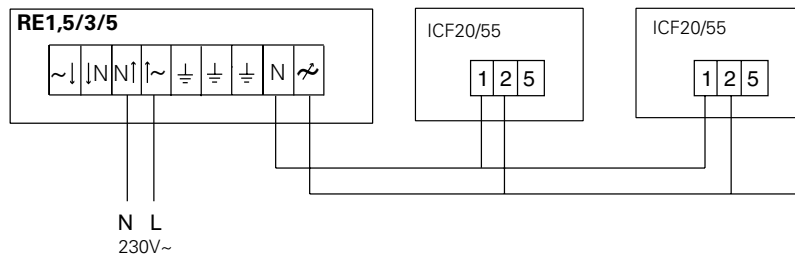 RE1,5/3/5
~↓ ↓N N↑ ↑~ ⏚ ⏚ ⏚ N ~
N L
230V~
ICF20/55
1 2 5
ICF20/55
1 2 5